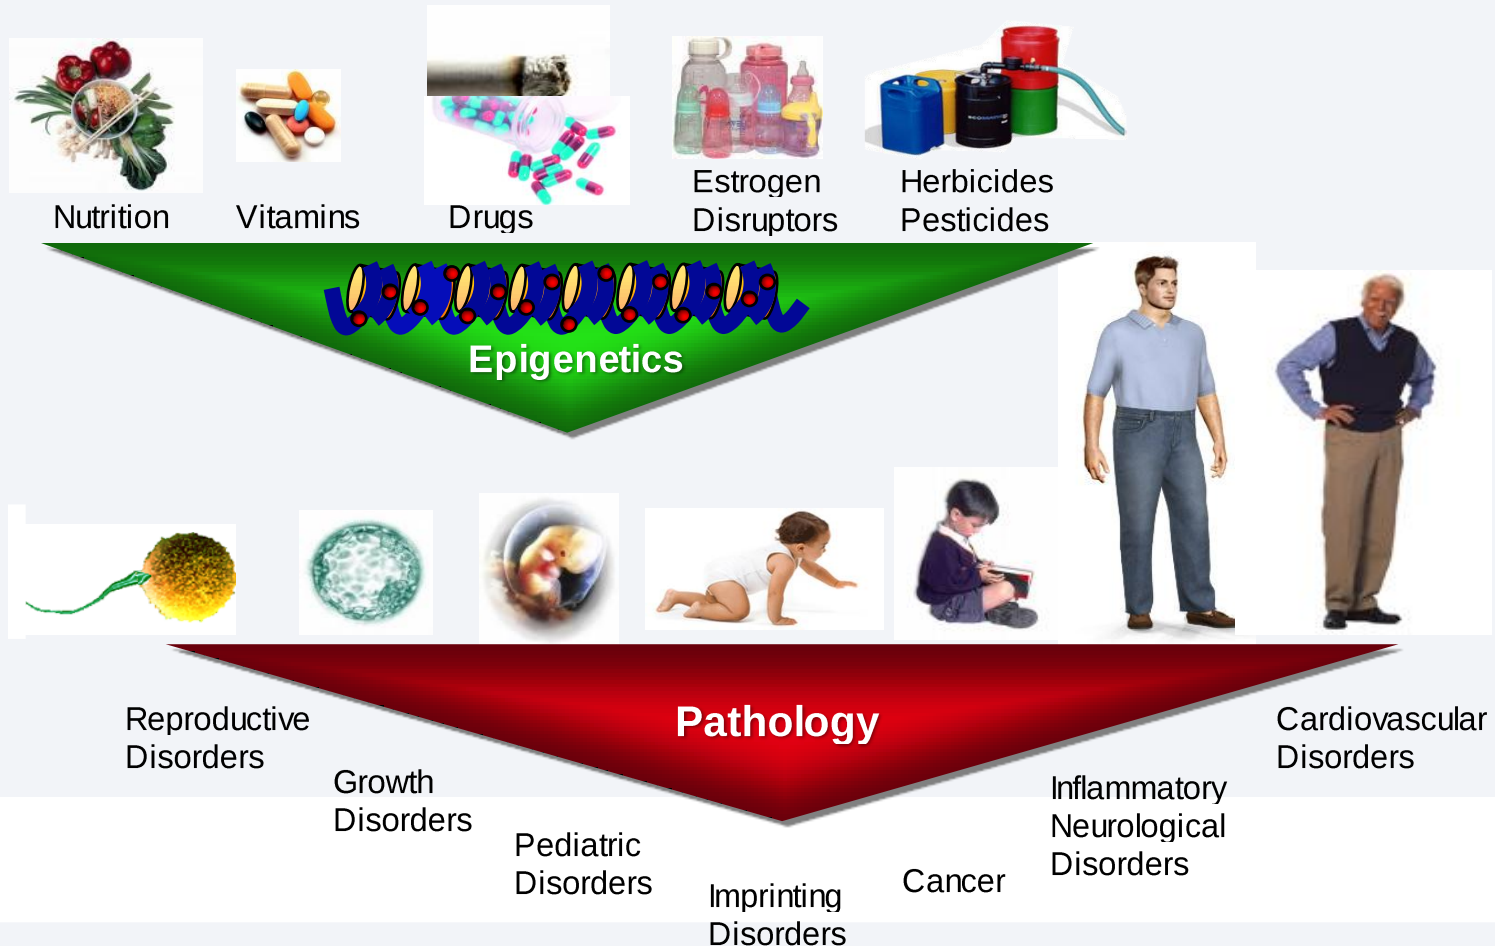 Nutrition
Vitamins
Drugs
Estrogen
Disruptors
Herbicides
Pesticides
Epigenetics
Pathology
Reproductive
Disorders
Growth
Disorders
Pediatric
Disorders
Imprinting
Disorders
Cancer
Inflammatory
Neurological
Disorders
Cardiovascular
Disorders